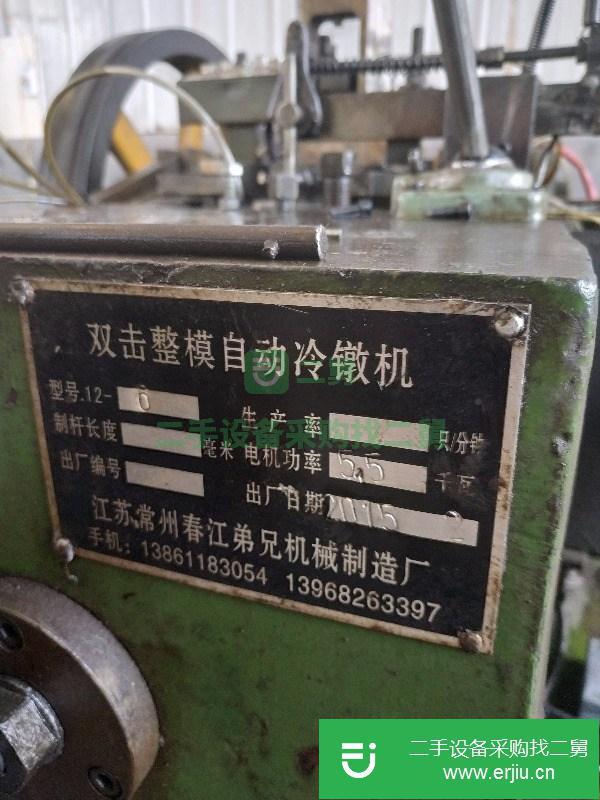 双击整模自动冷镦机
型号.12- 6
生产率 只/分钟
制杆长度 毫米
电机功率 5.5 千瓦
出厂编号
出厂日期 2015 2
江苏.常州春江弟兄机械制造厂
手机：13861183054 13968263397
二舅
二手设备采购找二舅
二手设备采购找二舅
www.erjiu.cn